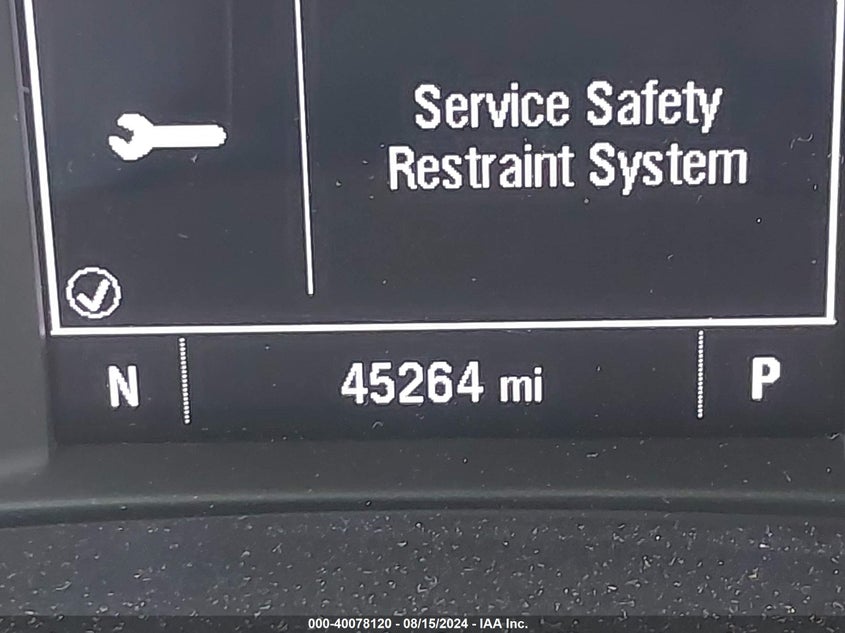 Service Safety
Restraint System
N 45264 mi P
000-40078120 - 08/15/2024 - IAA Inc.